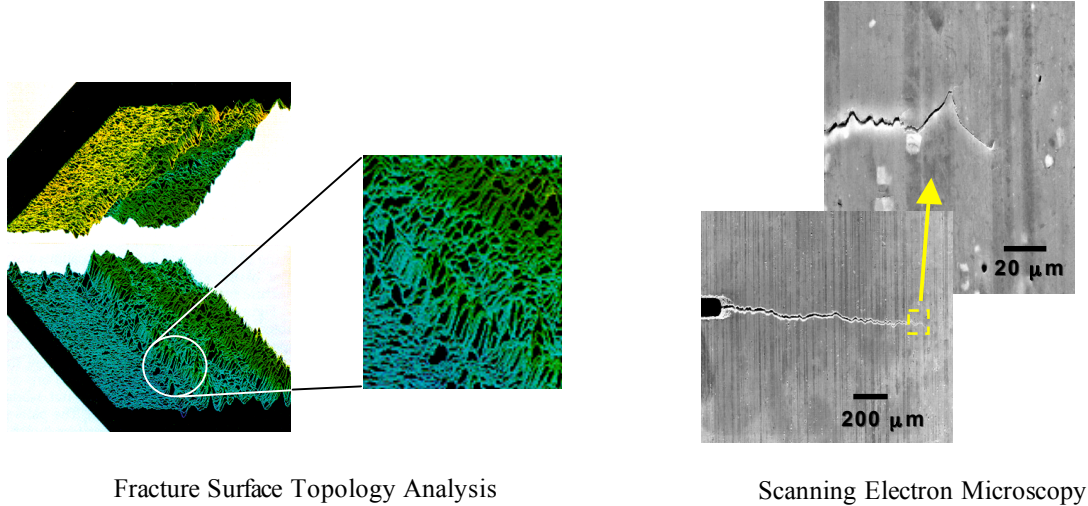 20 μm
200 μm
Fracture Surface Topology Analysis
Scanning Electron Microscopy